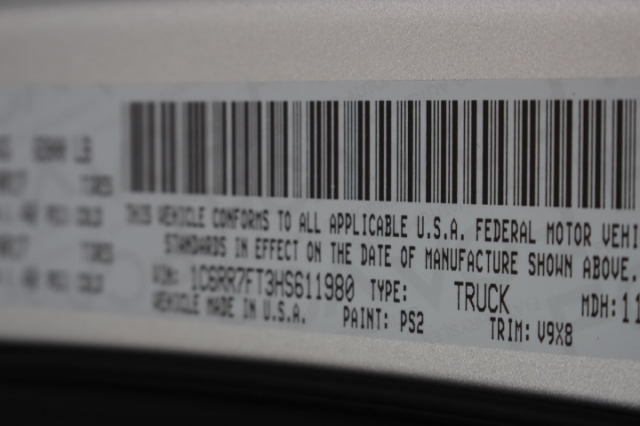 THIS VEHICLE CONFORMS TO ALL APPLICABLE U.S.A. FEDERAL MOTOR VEHI
STANDARDS IN EFFECT ON THE DATE OF MANUFACTURE SHOWN ABOVE.
VIN: 1C6RR7FT3HS611980 TYPE: TRUCK MDH: 11
VEHICLE MADE IN U.S.A. PAINT: PS2 TRIM: V9X8